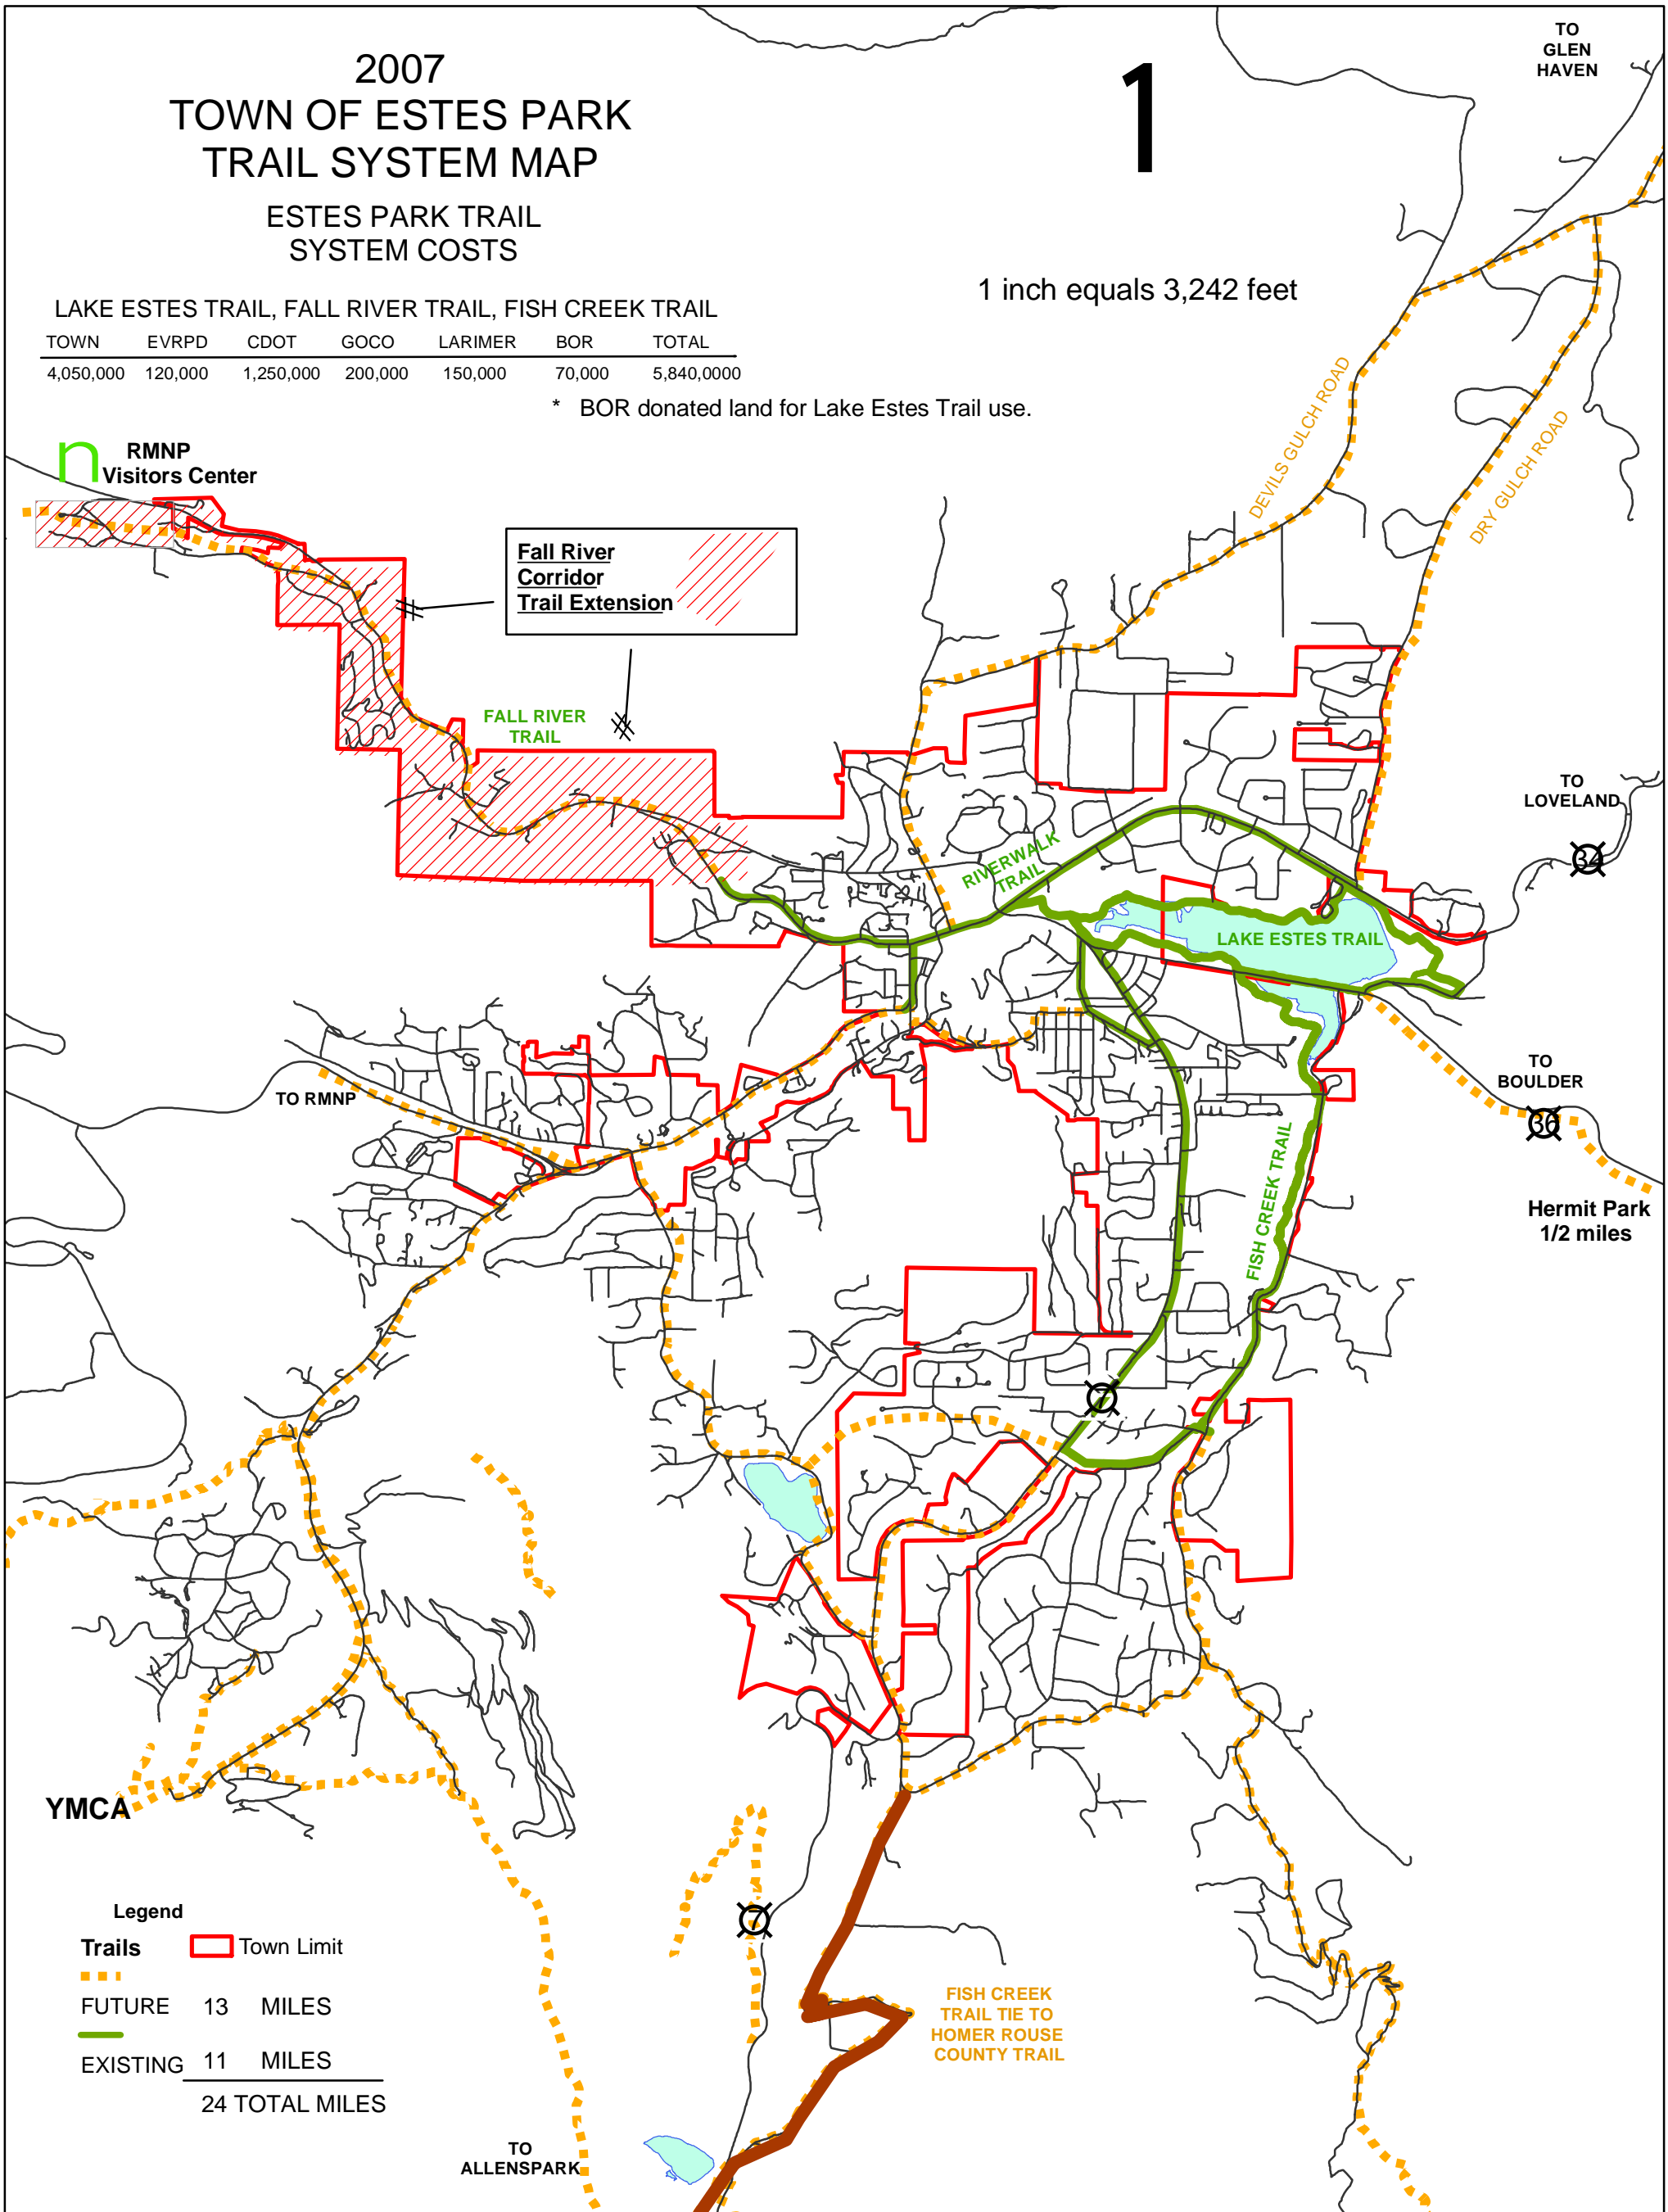 2007
TOWN OF ESTES PARK
TRAIL SYSTEM MAP
ESTES PARK TRAIL
SYSTEM COSTS
LAKE ESTES TRAIL, FALL RIVER TRAIL, FISH CREEK TRAIL
TOWN EVRPD CDOT GOCO LARIMER BOR TOTAL
4,050,000 120,000 1,250,000 200,000 150,000 70,000 5,840,0000
* BOR donated land for Lake Estes Trail use.
1
1 inch equals 3,242 feet
TO
GLEN
HAVEN
n
RMNP
Visitors Center
Fall River
Corridor
Trail Extension
DEVILS GULCH ROAD
DRY GULCH ROAD
FALL RIVER
TRAIL
RIVERWALK
TRAIL
TO
LOVELAND
34
LAKE ESTES TRAIL
TO RMNP
TO
BOULDER
36
FISH CREEK TRAIL
Hermit Park
1/2 miles
7
YMCA
7
FISH CREEK
TRAIL TIE TO
HOMER ROUSE
COUNTY TRAIL
Legend
Trails Town Limit
FUTURE 13 MILES
EXISTING 11 MILES
24 TOTAL MILES
TO
ALLENSPARK